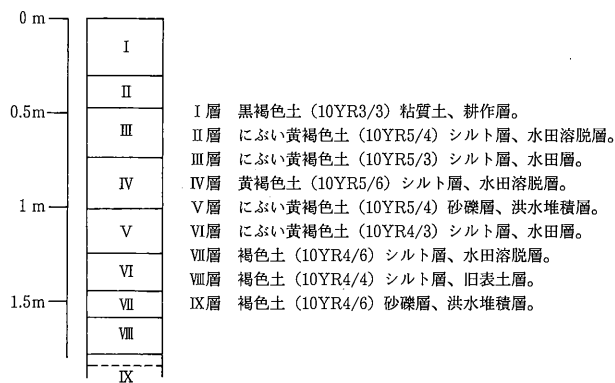 0 m
0.5m
1 m
1.5m
Ⅰ
Ⅱ
Ⅲ
Ⅳ
Ⅴ
Ⅵ
Ⅶ
Ⅷ
Ⅸ
Ⅰ層 黒褐色土（10YR3/3）粘質土、耕作層。
Ⅱ層 にぶい黄褐色土（10YR5/4）シルト層、水田溶脱層。
Ⅲ層 にぶい黄褐色土（10YR5/3）シルト層、水田層。
Ⅳ層 黄褐色土（10YR5/6）シルト層、水田溶脱層。
Ⅴ層 にぶい黄褐色土（10YR5/4）砂礫層、洪水堆積層。
Ⅵ層 にぶい黄褐色土（10YR4/3）シルト層、水田層。
Ⅶ層 褐色土（10YR4/6）シルト層、水田溶脱層。
Ⅷ層 褐色土（10YR4/4）シルト層、旧表土層。
Ⅸ層 褐色土（10YR4/6）砂礫層、洪水堆積層。